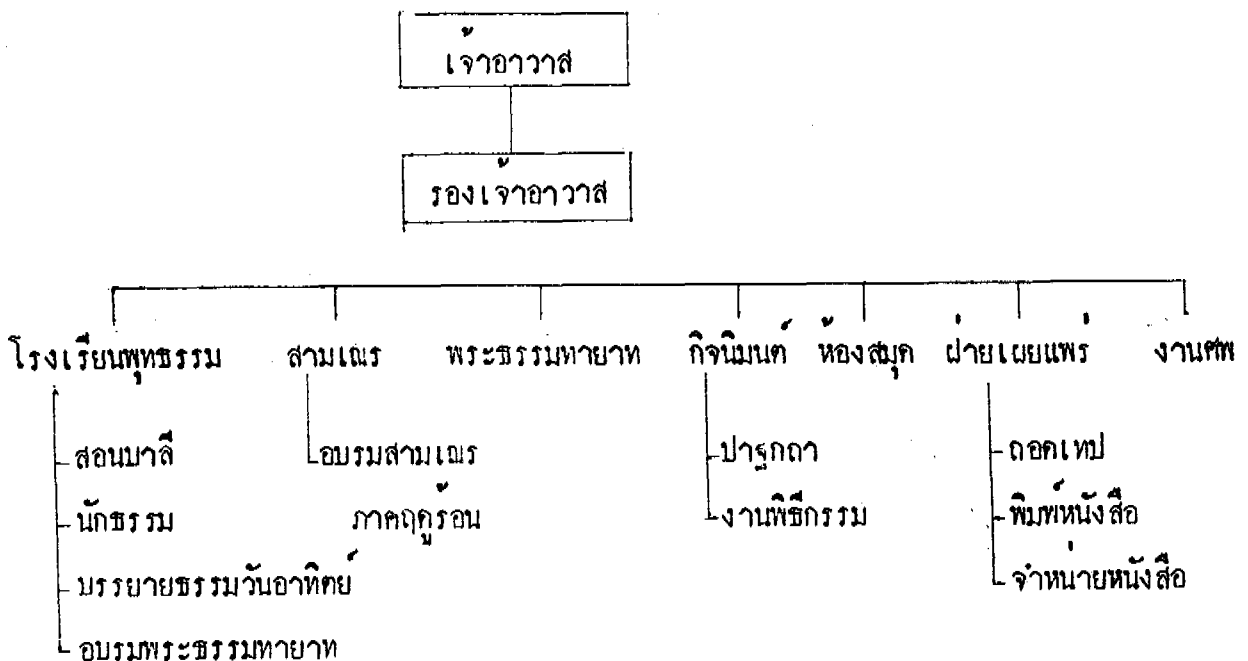 เจ้าอาวาส
รองเจ้าอาวาส
โรงเรียนพุทธรรม สามเณร พระธรรมทายาท กิจนิมนต์ ห้องสมุด ฝ่ายเผยแพร่ งานศพ
สอนบาลี อบรมสามเณร ปาฐกถา ถอดเทป
นักธรรม ภาคฤดูร้อน งานพิธีกรรม พิมพ์หนังสือ
บรรยายธรรมวันอาทิตย์ จำหน่ายหนังสือ
อบรมพระธรรมทายาท